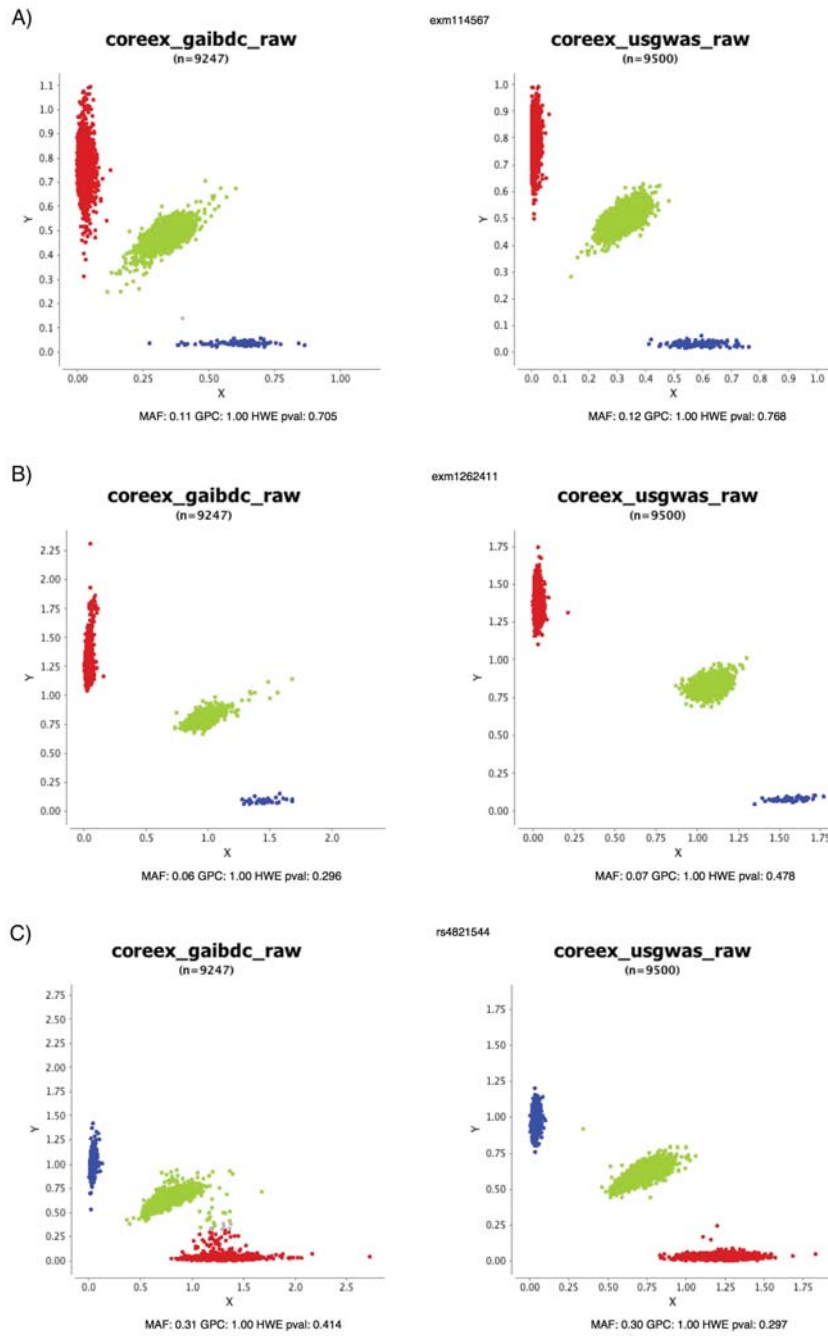 A)
exm114567
coreex_gaibdc_raw
(n=9247)
1.1
1.0
0.9
0.8
0.7
0.6
0.5
0.4
0.3
0.2
0.1
0.0
Y
0.00 0.25 0.50 0.75 1.00
X
MAF: 0.11 GPC: 1.00 HWE pval: 0.705
coreex_usgwas_raw
(n=9500)
1.0
0.9
0.8
0.7
0.6
0.5
0.4
0.3
0.2
0.1
0.0
Y
0.0 0.1 0.2 0.3 0.4 0.5 0.6 0.7 0.8 0.9 1.0
X
MAF: 0.12 GPC: 1.00 HWE pval: 0.768
B)
exm1262411
coreex_gaibdc_raw
(n=9247)
2.25
2.00
1.75
1.50
1.25
1.00
0.75
0.50
0.25
0.00
Y
0.0 0.5 1.0 1.5 2.0
X
MAF: 0.06 GPC: 1.00 HWE pval: 0.296
coreex_usgwas_raw
(n=9500)
1.75
1.50
1.25
1.00
0.75
0.50
0.25
0.00
Y
0.00 0.25 0.50 0.75 1.00 1.25 1.50 1.75
X
MAF: 0.07 GPC: 1.00 HWE pval: 0.478
C)
rs4821544
coreex_gaibdc_raw
(n=9247)
2.75
2.50
2.25
2.00
1.75
1.50
1.25
1.00
0.75
0.50
0.25
0.00
Y
0.0 0.5 1.0 1.5 2.0 2.5
X
MAF: 0.31 GPC: 1.00 HWE pval: 0.414
coreex_usgwas_raw
(n=9500)
1.75
1.50
1.25
1.00
0.75
0.50
0.25
0.00
Y
0.00 0.25 0.50 0.75 1.00 1.25 1.50 1.75
X
MAF: 0.30 GPC: 1.00 HWE pval: 0.297